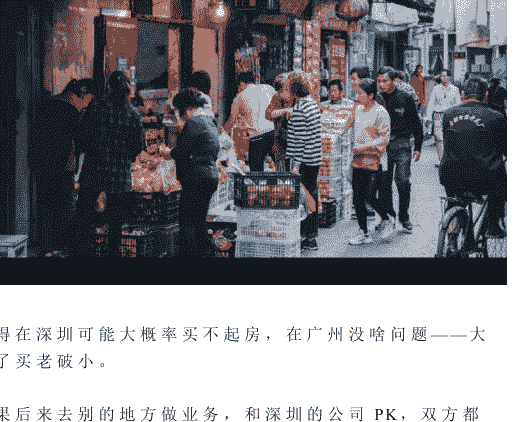 得在深圳可能大概率买不起房，在广州没啥问题——大
了买老破小。
果后来去别的地方做业务，和深圳的公司 PK，双方都